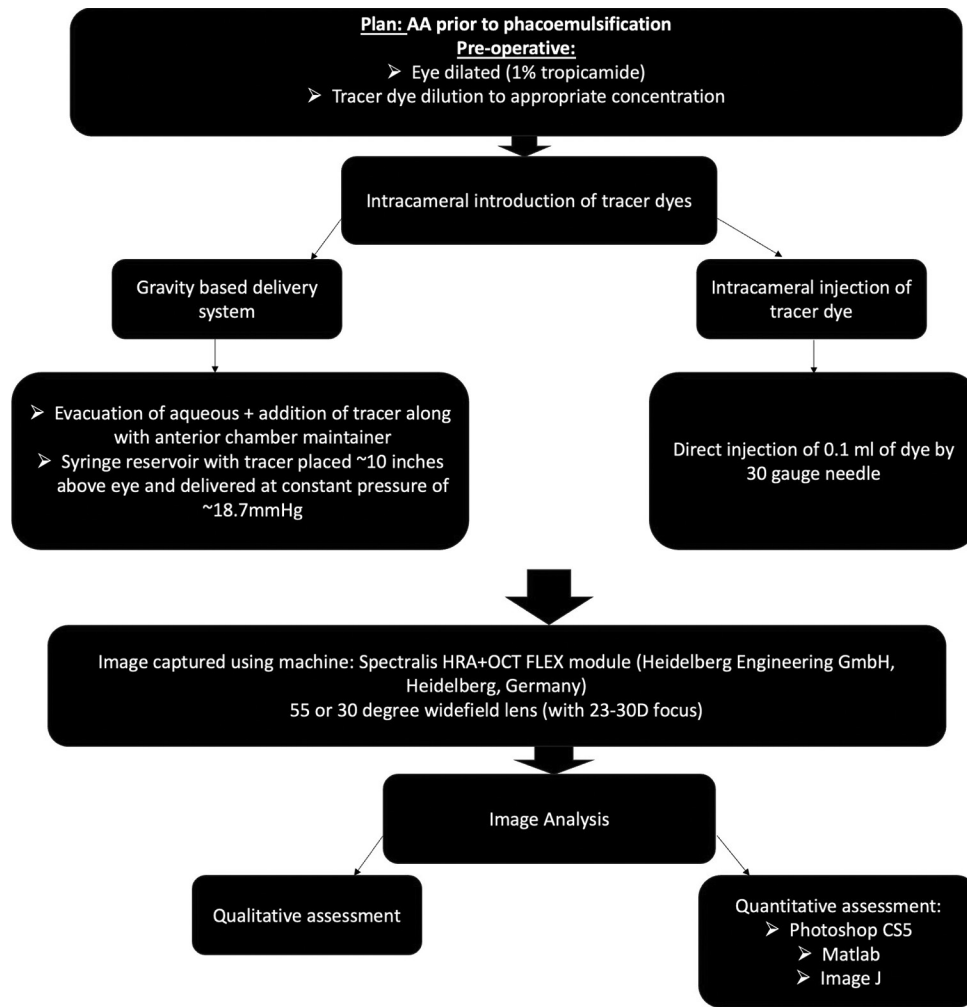 Plan: AA prior to phacoemulsification
Pre-operative:
➢ Eye dilated (1% tropicamide)
➢ Tracer dye dilution to appropriate concentration
Intracameral introduction of tracer dyes
Gravity based delivery
system
Intracameral injection of
tracer dye
➢ Evacuation of aqueous + addition of tracer along
with anterior chamber maintainer
➢ Syringe reservoir with tracer placed ~10 inches
above eye and delivered at constant pressure of
~18.7mmHg
Direct injection of 0.1 ml of dye by
30 gauge needle
Image captured using machine: Spectralis HRA+OCT FLEX module (Heidelberg Engineering GmbH,
Heidelberg, Germany)
55 or 30 degree widefield lens (with 23-30D focus)
Image Analysis
Qualitative assessment
Quantitative assessment:
➢ Photoshop CS5
➢ Matlab
➢ Image J